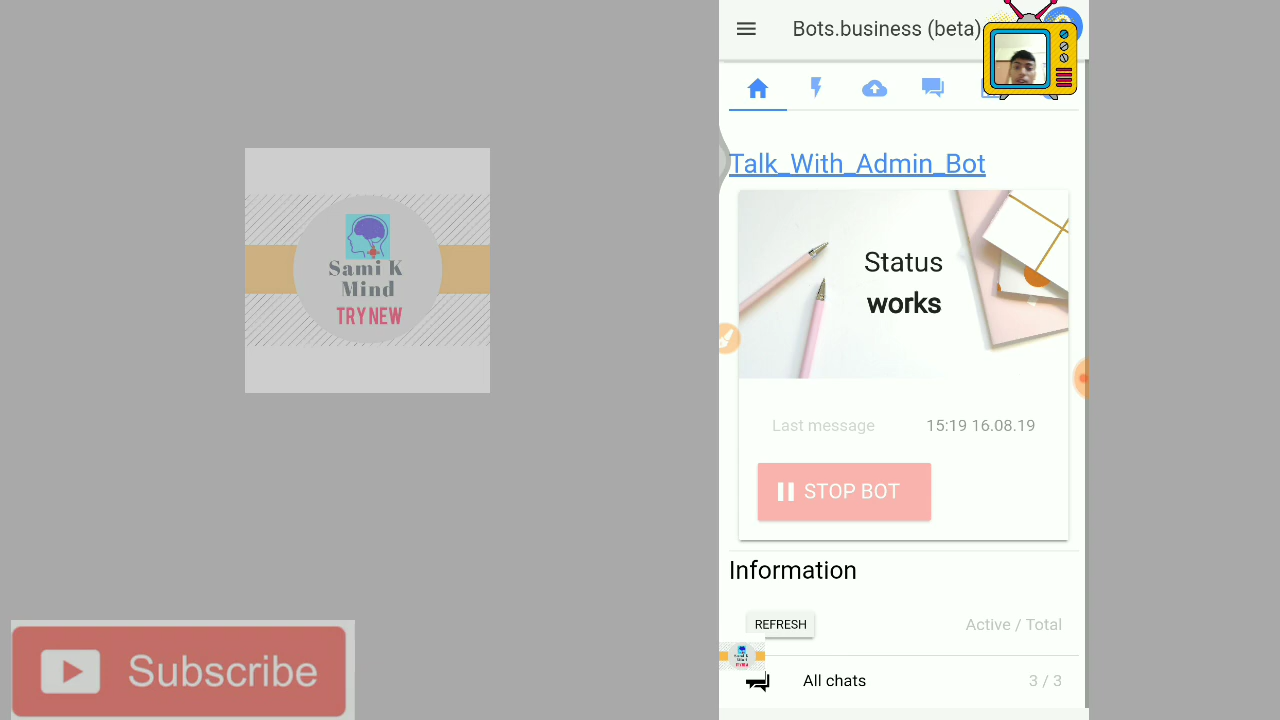 Sami K
Mind
TRY NEW
Subscribe
Bots.business (beta)
Talk_With_Admin_Bot
Status
works
Last message 15:19 16.08.19
STOP BOT
Information
REFRESH Active / Total
All chats 3 / 3